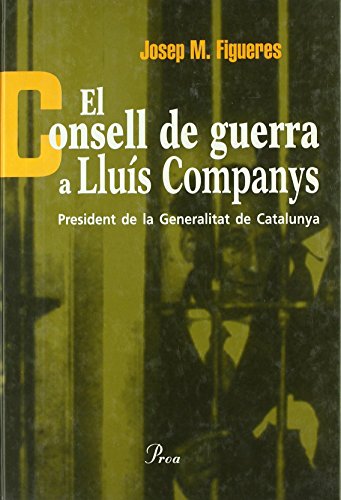 Josep M. Figueres
El
Consell de guerra
a Lluís Companys
President de la Generalitat de Catalunya
Proa